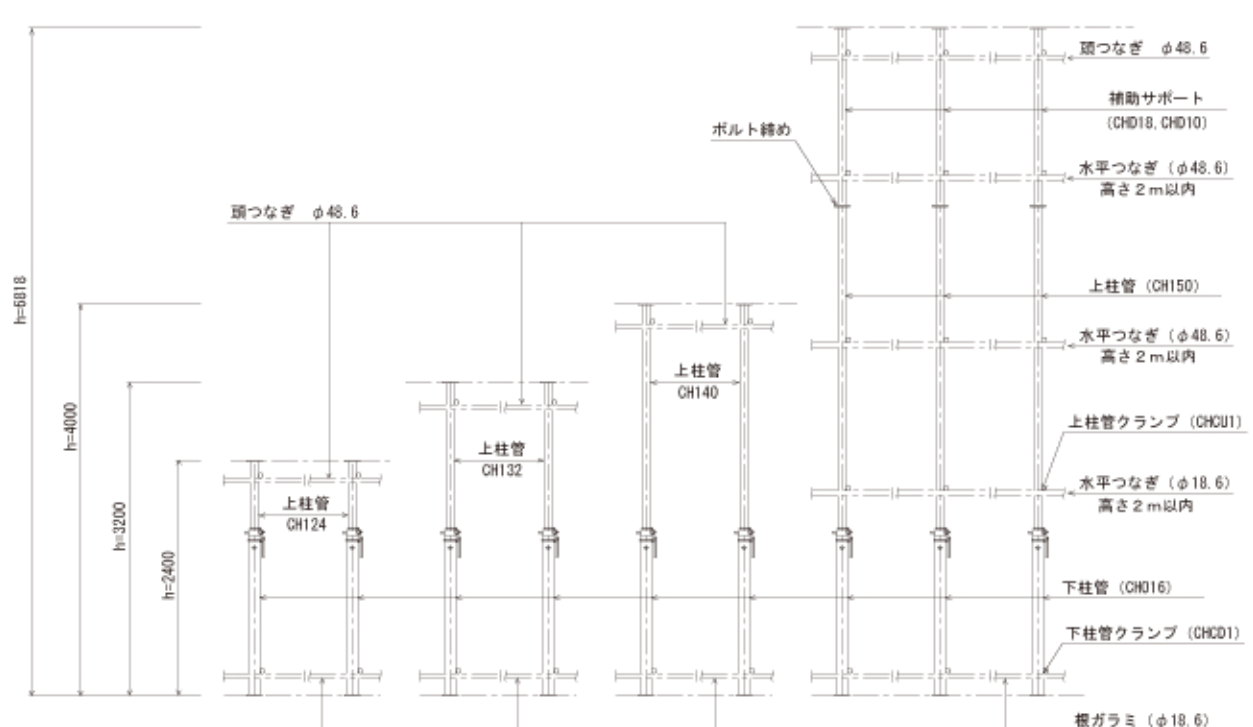 頭つなぎ φ48.6
補助サポート
(CHD18, CHD10)
ボルト締め
水平つなぎ (φ48.6)
高さ2m以内
頭つなぎ φ48.6
上柱管 (CH150)
h=6818
h=4000
水平つなぎ (φ48.6)
高さ2m以内
上柱管
CH140
h=3200
上柱管クランプ (CHCU1)
上柱管
CH132
水平つなぎ (φ18.6)
高さ2m以内
h=2400
上柱管
CH124
下柱管 (CH016)
下柱管クランプ (CHCD1)
根ガラミ (φ18.6)